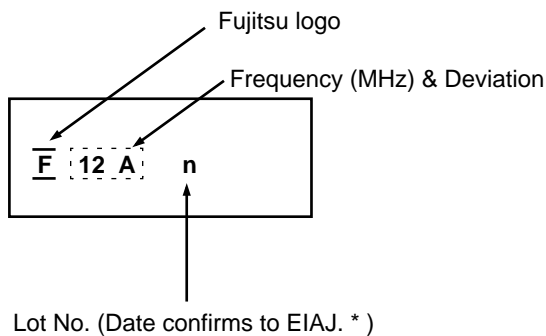 Fujitsu logo
Frequency (MHz) & Deviation
F 12 A n
Lot No. (Date confirms to EIAJ. * )